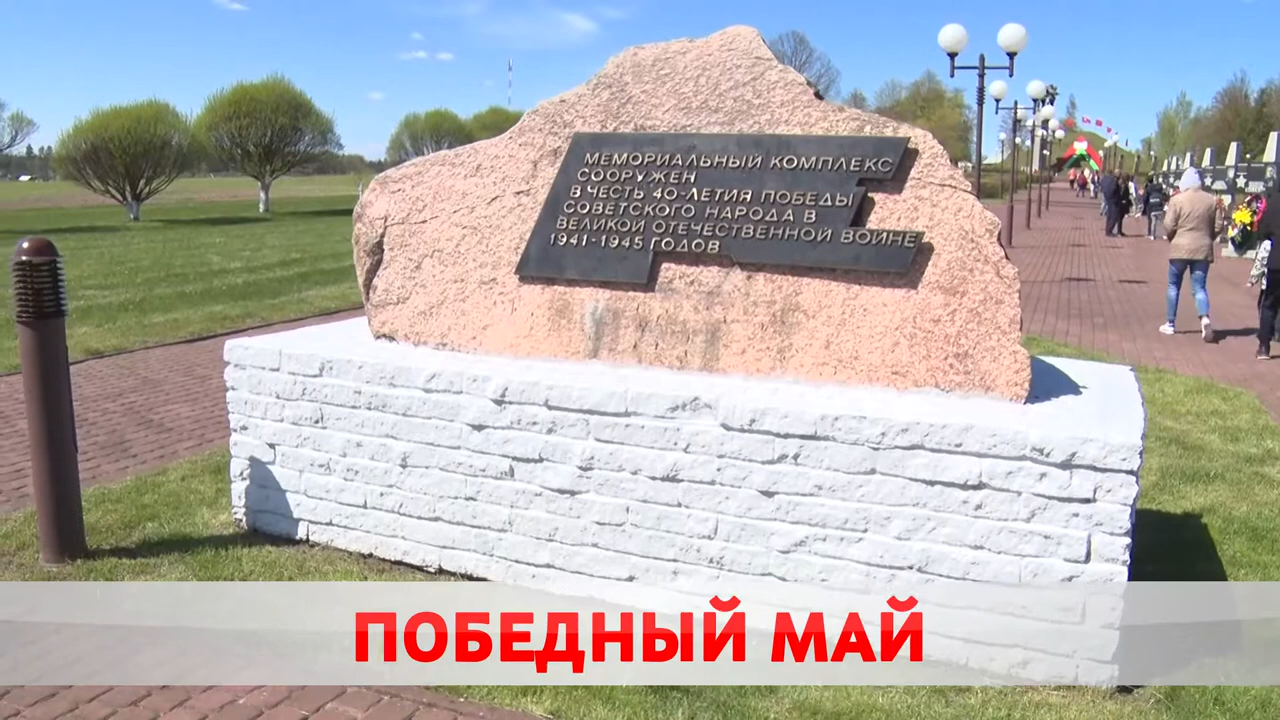 МЕМОРИАЛЬНЫЙ КОМПЛЕКС
СООРУЖЕН
В ЧЕСТЬ 40-ЛЕТИЯ ПОБЕДЫ
СОВЕТСКОГО НАРОДА В
ВЕЛИКОЙ ОТЕЧЕСТВЕННОЙ ВОЙНЕ
1941-1945 ГОДОВ
ПОБЕДНЫЙ МАЙ